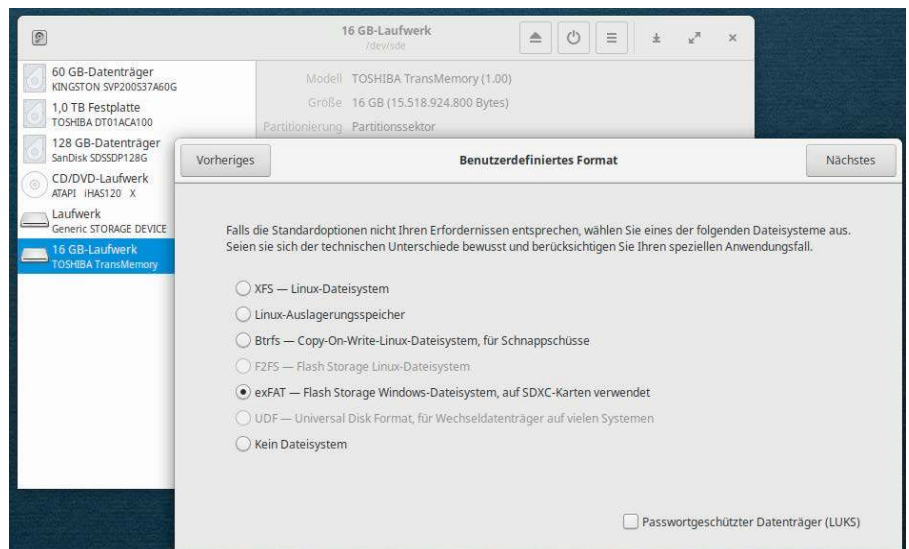 16 GB-Laufwerk
/dev/sde
60 GB-Datenträger
KINGSTON SVP200S37A60G
1,0 TB Festplatte
TOSHIBA DT01ACA100
128 GB-Datenträger
SanDisk SDSSDP128G
CD/DVD-Laufwerk
ATAPI iHAS120 X
Laufwerk
Generic STORAGE DEVICE
16 GB-Laufwerk
TOSHIBA TransMemory
Modell TOSHIBA TransMemory (1.00)
Größe 16 GB (15.518.924.800 Bytes)
Partitionierung Partitionssektor
Vorheriges
Benutzerdefiniertes Format
Nächstes
Falls die Standardoptionen nicht Ihren Erfordernissen entsprechen, wählen Sie eines der folgenden Dateisysteme aus.
Seien sie sich der technischen Unterschiede bewusst und berücksichtigen Sie Ihren speziellen Anwendungsfall.
XFS — Linux-Dateisystem
Linux-Auslagerungsspeicher
Btrfs — Copy-On-Write-Linux-Dateisystem, für Schnappschüsse
F2FS — Flash Storage Linux-Dateisystem
exFAT — Flash Storage Windows-Dateisystem, auf SDXC-Karten verwendet
UDF — Universal Disk Format, für Wechseldatenträger auf vielen Systemen
Kein Dateisystem
Passwortgeschützter Datenträger (LUKS)